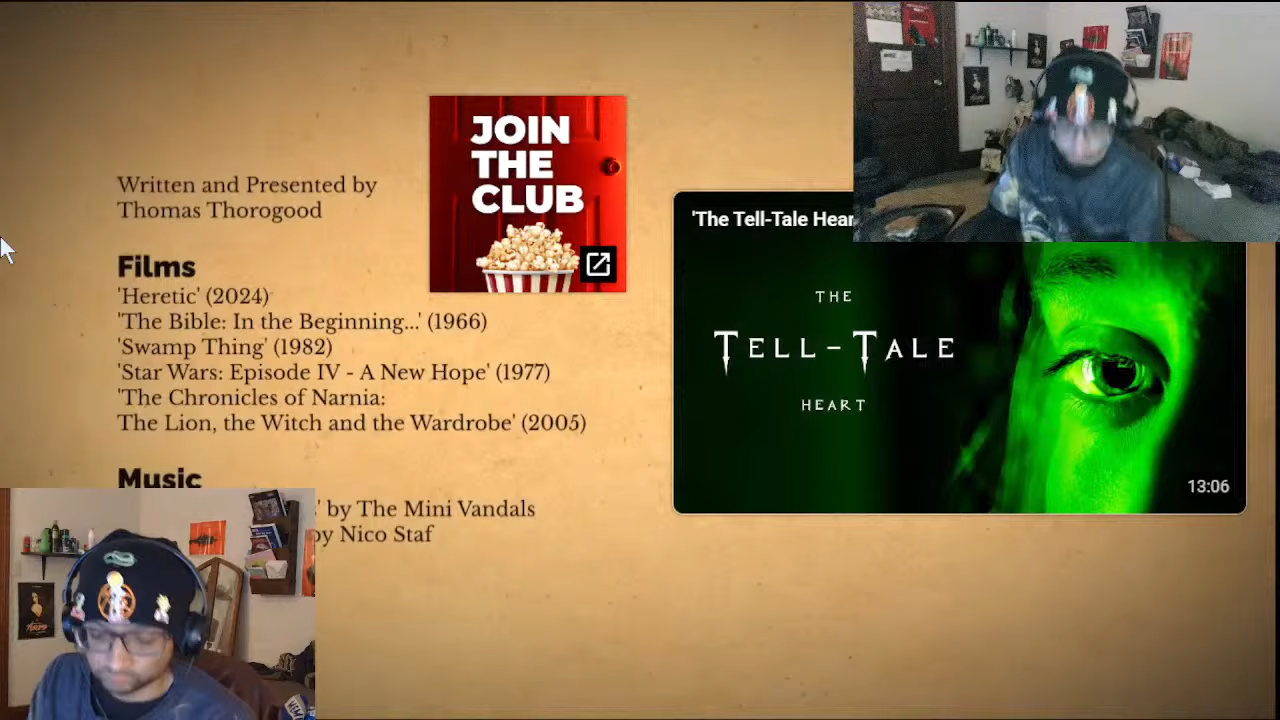 Written and Presented by
Thomas Thorogood
Films
'Heretic' (2024)
'The Bible: In the Beginning...' (1966)
'Swamp Thing' (1982)
'Star Wars: Episode IV - A New Hope' (1977)
'The Chronicles of Narnia:
The Lion, the Witch and the Wardrobe' (2005)
Music
by The Mini Vandals
by Nico Staf
JOIN
THE
CLUB
'The Tell-Tale Hear
THE
TELL-TALE
HEART
13:06